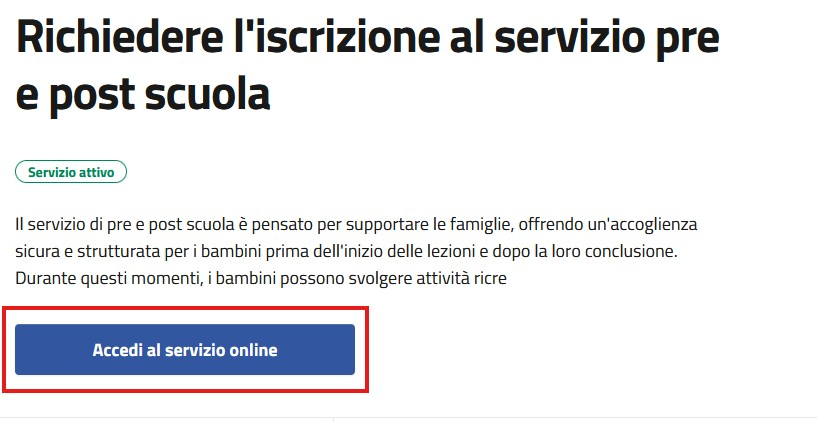 Richiedere l'iscrizione al servizio pre
e post scuola
Servizio attivo
Il servizio di pre e post scuola è pensato per supportare le famiglie, offrendo un'accoglienza
sicura e strutturata per i bambini prima dell'inizio delle lezioni e dopo la loro conclusione.
Durante questi momenti, i bambini possono svolgere attività ricre
Accedi al servizio online